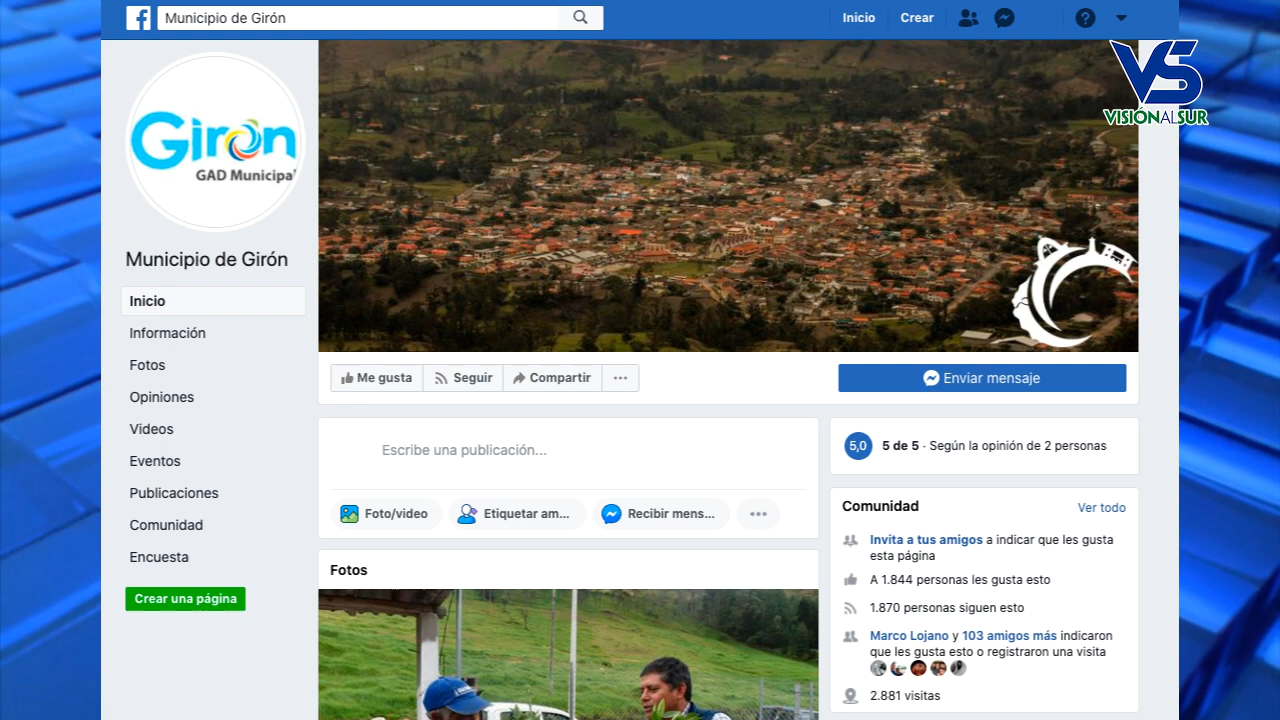 Municipio de Girón
Inicio
Crear
VS
VISIÓNALSUR
Girón
GAD Municipal
Municipio de Girón
Inicio
Información
Fotos
Opiniones
Videos
Eventos
Publicaciones
Comunidad
Encuesta
Crear una página
Me gusta
Seguir
Compartir
Enviar mensaje
Escribe una publicación...
Foto/video
Etiquetar am...
Recibir mens...
Fotos
5,0
5 de 5 · Según la opinión de 2 personas
Comunidad
Ver todo
Invita a tus amigos a indicar que les gusta
esta página
A 1.844 personas les gusta esto
1.870 personas siguen esto
Marco Lojano y 103 amigos más indicaron
que les gusta esto o registraron una visita
2.881 visitas